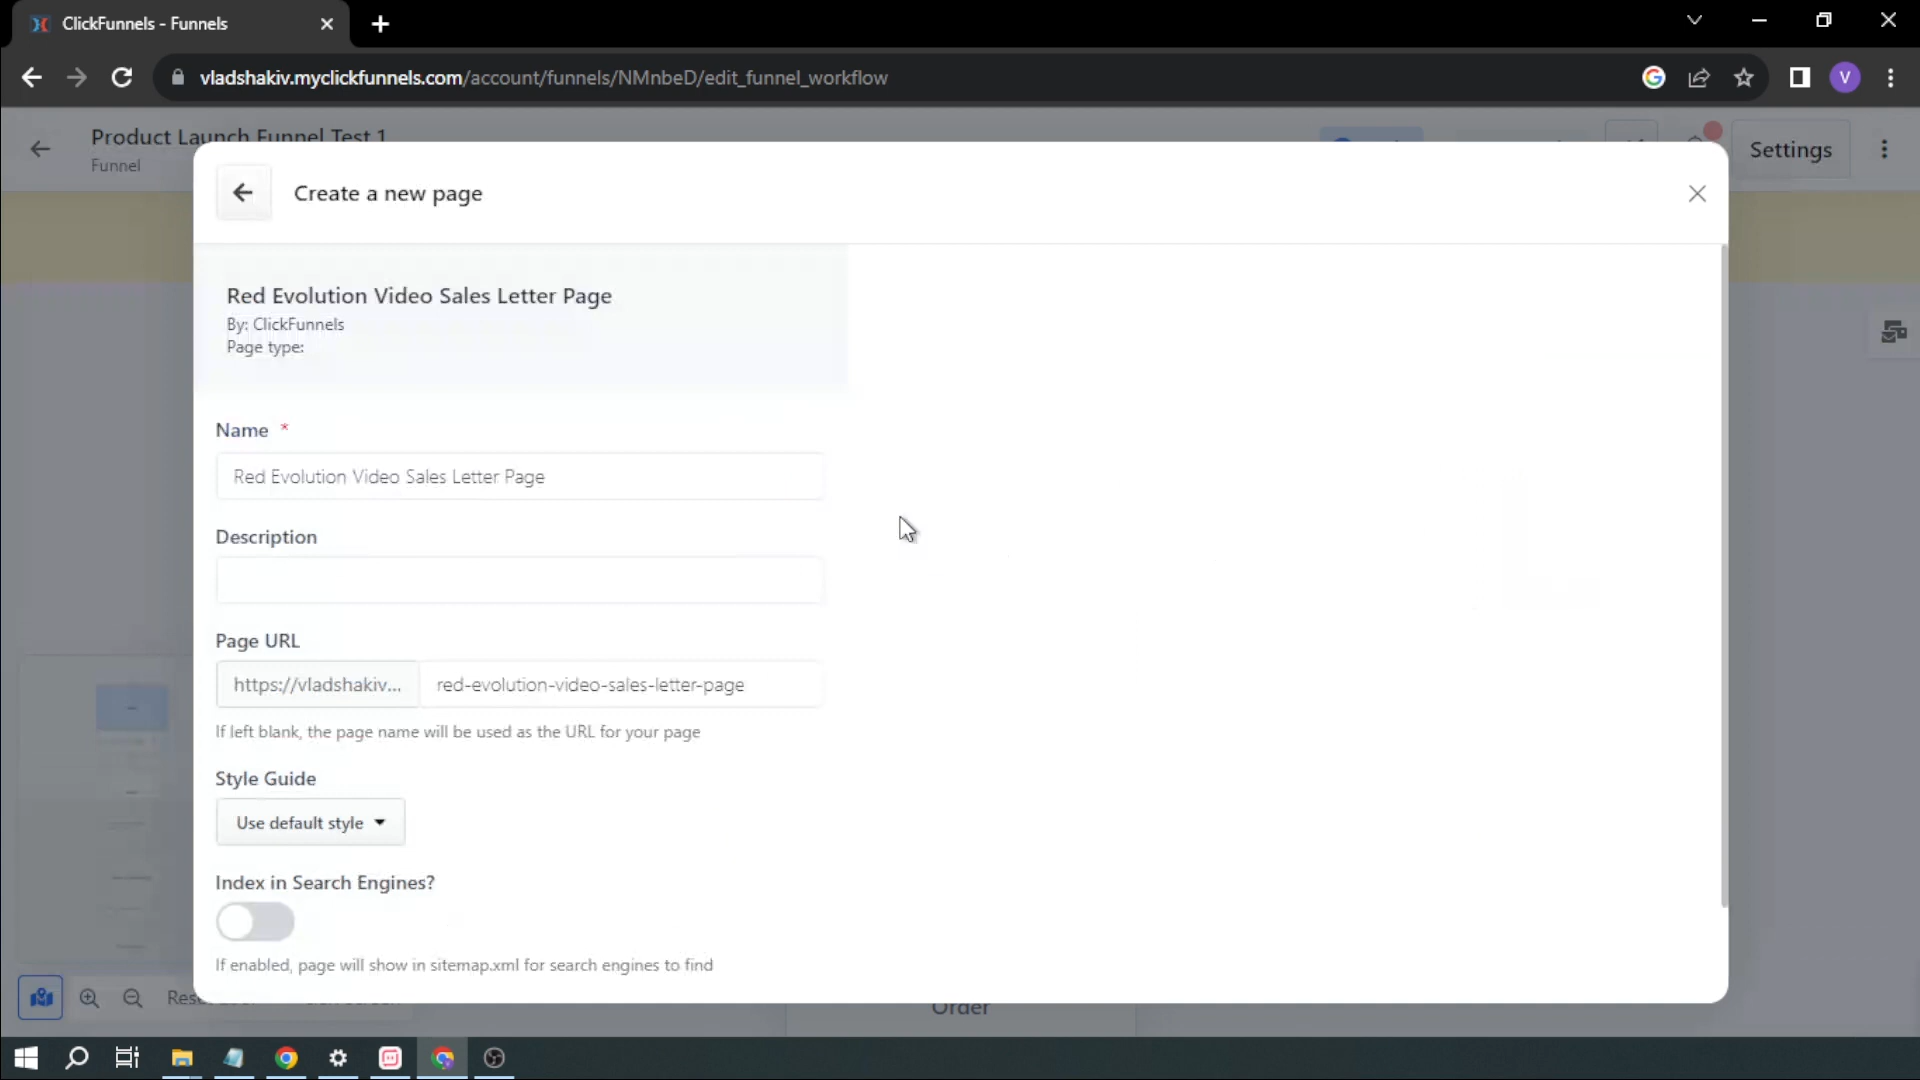 ClickFunnels - Funnels
vladshakiv.myclickfunnels.com/account/funnels/NMnbeD/edit_funnel_workflow
V
Product Launch Funnel Test 1
Funnel
Settings
Create a new page
Red Evolution Video Sales Letter Page
By: ClickFunnels
Page type:
Name *
Red Evolution Video Sales Letter Page
Description
Page URL
https://vladshakiv... red-evolution-video-sales-letter-page
If left blank, the page name will be used as the URL for your page
Style Guide
Use default style
Index in Search Engines?
If enabled, page will show in sitemap.xml for search engines to find
Order